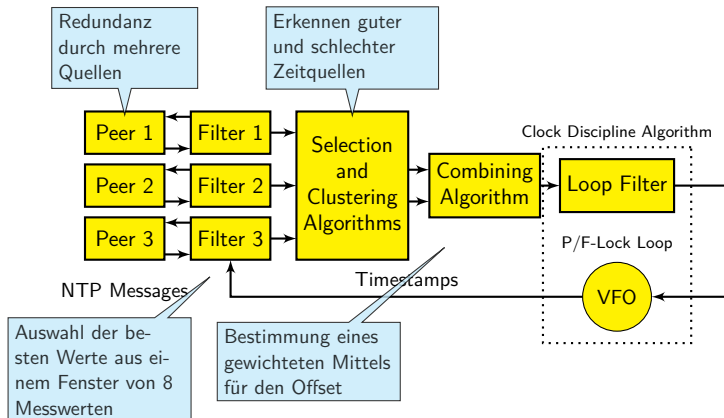 Redundanz
durch mehrere
Quellen
Erkennen guter
und schlechter
Zeitquellen
Peer 1
Filter 1
Peer 2
Filter 2
Peer 3
Filter 3
Selection
and
Clustering
Algorithms
Combining
Algorithm
Clock Discipline Algorithm
Loop Filter
P/F-Lock Loop
VFO
NTP Messages
Timestamps
Auswahl der be-
sten Werte aus ei-
nem Fenster von 8
Messwerten
Bestimmung eines
gewichteten Mittels
für den Offset